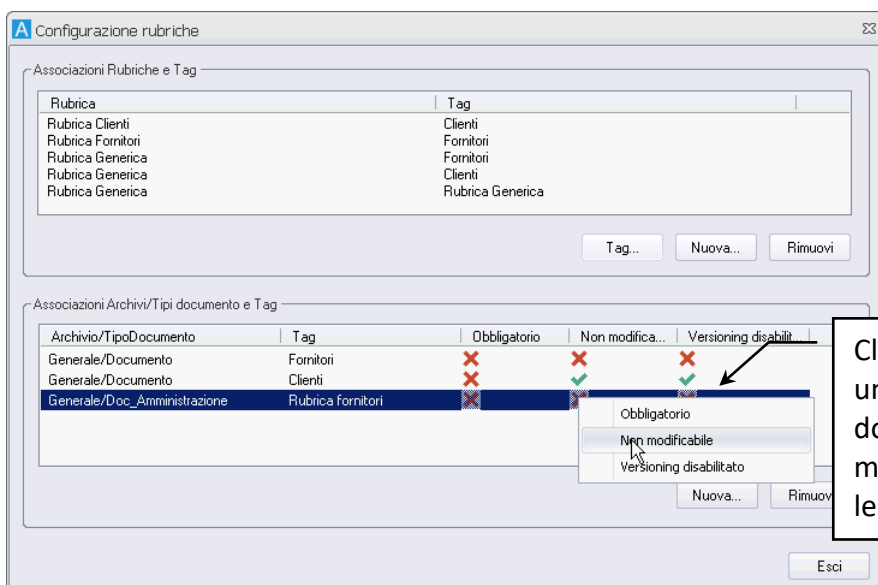 Configurazione rubriche
Associazioni Rubriche e Tag
Rubrica Tag
Rubrica Clienti Clienti
Rubrica Fornitori Fornitori
Rubrica Generica Fornitori
Rubrica Generica Clienti
Rubrica Generica Rubrica Generica
Tag... Nuova... Rimuovi
Associazioni Archivi/Tipi documento e Tag
Archivio/TipoDocumento Tag Obbligatorio Non modifica... Versioning disabilit...
Generale/Documento Fornitori
Generale/Documento Clienti
Generale/Doc_Amministrazione Rubrica fornitori
Obbligatorio
Non modificabile
Versioning disabilitato
Nuova... Rimuov
Esci